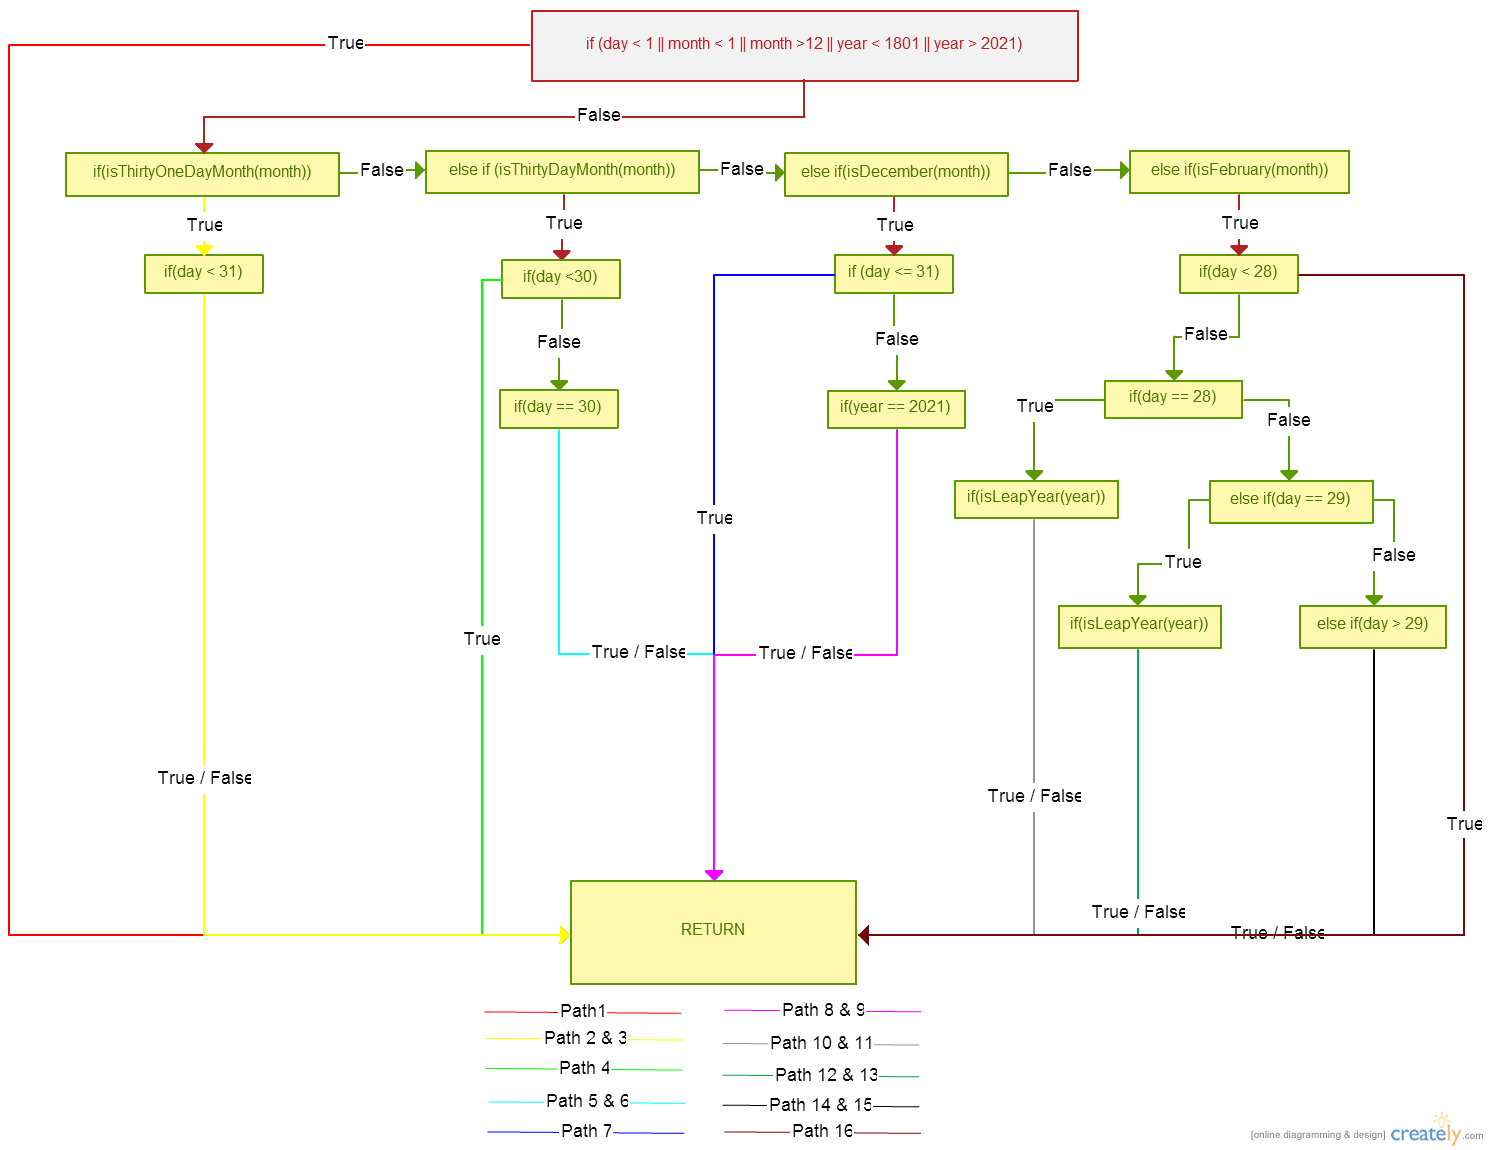 if (day < 1 || month < 1 || month >12 || year < 1801 || year > 2021)
True
False
if(isThirtyOneDayMonth(month))
False
else if (isThirtyDayMonth(month))
False
else if(isDecember(month))
False
else if(isFebruary(month))
True
True
True
True
if(day < 31)
if(day <30)
if (day <= 31)
if(day < 28)
False
False
False
if(day == 30)
if(year == 2021)
if(day == 28)
True
False
if(isLeapYear(year))
else if(day == 29)
True
True
False
if(isLeapYear(year))
else if(day > 29)
True
True / False
True / False
True / False
True / False
True
True / False
True / False
RETURN
Path1
Path 2 & 3
Path 4
Path 5 & 6
Path 7
Path 8 & 9
Path 10 & 11
Path 12 & 13
Path 14 & 15
Path 16
[online diagramming & design] creately.com